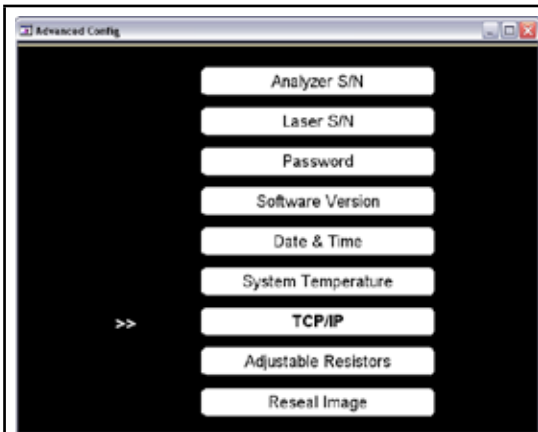 Advanced Config
Analyzer S/N
Laser S/N
Password
Software Version
Date & Time
System Temperature
>> TCP/IP
Adjustable Resistors
Reseal Image